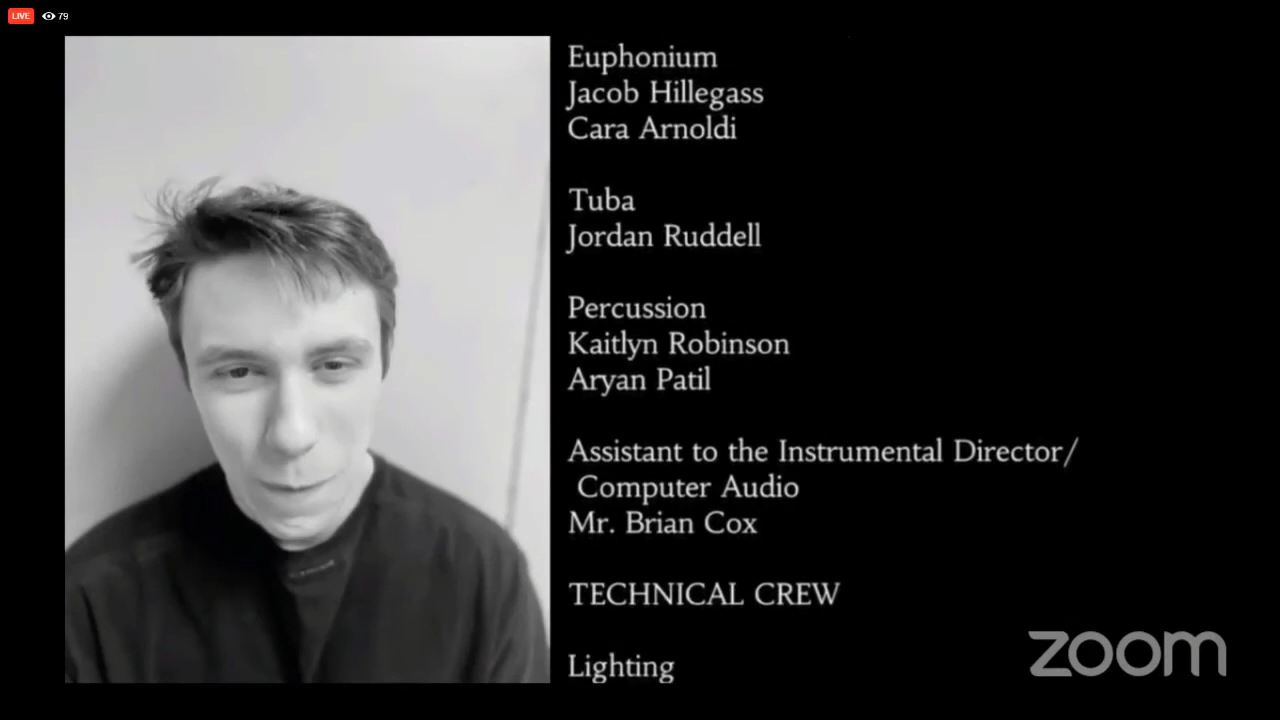 LIVE 79
Euphonium
Jacob Hillegass
Cara Arnoldi
Tuba
Jordan Ruddell
Percussion
Kaitlyn Robinson
Aryan Patil
Assistant to the Instrumental Director/
Computer Audio
Mr. Brian Cox
TECHNICAL CREW
Lighting
zoom